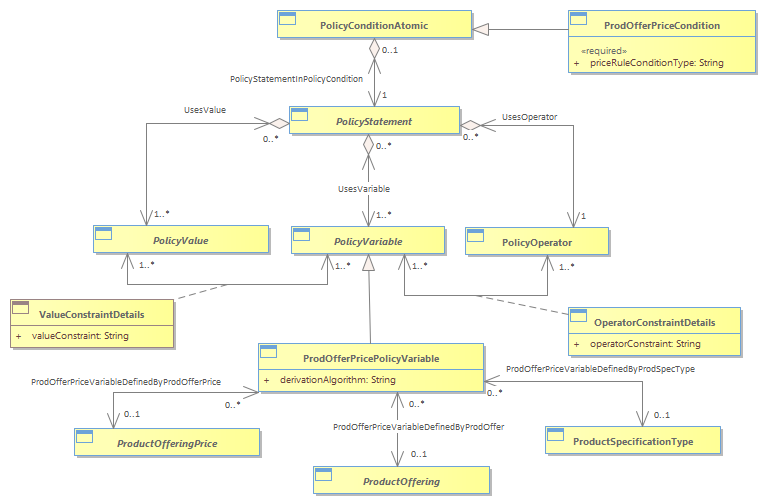 PolicyConditionAtomic
ProdOfferPriceCondition
«required»
+ priceRuleConditionType: String
0..1
PolicyStatementInPolicyCondition
1
UsesValue
PolicyStatement
UsesOperator
0..*
0..*
0..*
UsesVariable
1..*
1..*
1
PolicyValue
PolicyVariable
PolicyOperator
1..*
1..*
1..*
1..*
ValueConstraintDetails
+ valueConstraint: String
OperatorConstraintDetails
+ operatorConstraint: String
ProdOfferPricePolicyVariable
+ derivationAlgorithm: String
ProdOfferPriceVariableDefinedByProdSpecType
ProdOfferPriceVariableDefinedByProdOfferPrice
0..*
0..*
0..*
0..1
0..1
ProdOfferPriceVariableDefinedByProdOffer
ProductOfferingPrice
ProductSpecificationType
0..1
ProductOffering